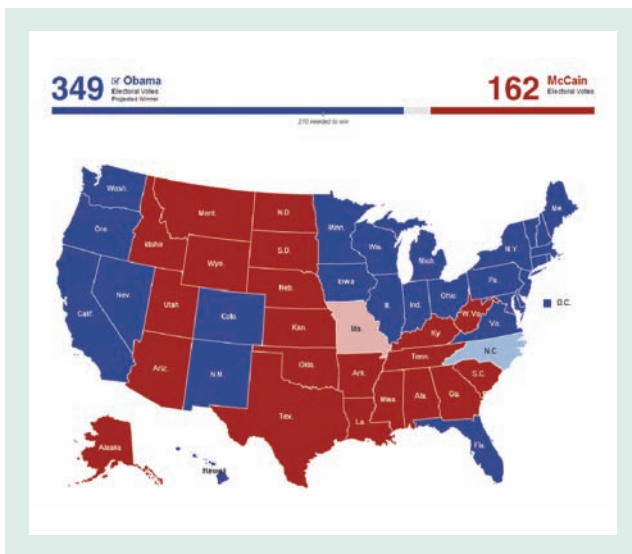 349
Obama
Electoral Votes
Projected Winner
162
McCain
Electoral Votes
270 needed to win
Wash.
Mont.
N.D.
Minn.
Me.
Ore.
Idaho
S.D.
Wis.
Mich.
N.Y.
Wyo.
Neb.
Iowa
Pa.
Nev.
Utah
Colo.
Ill.
Ind.
Ohio
D.C.
Calif.
Kan.
Mo.
Ky.
W.Va.
Va.
Ariz.
N.M.
Okla.
Ark.
Tenn.
N.C.
S.C.
Tex.
La.
Miss.
Ala.
Ga.
Fla.
Alaska
Hawaii